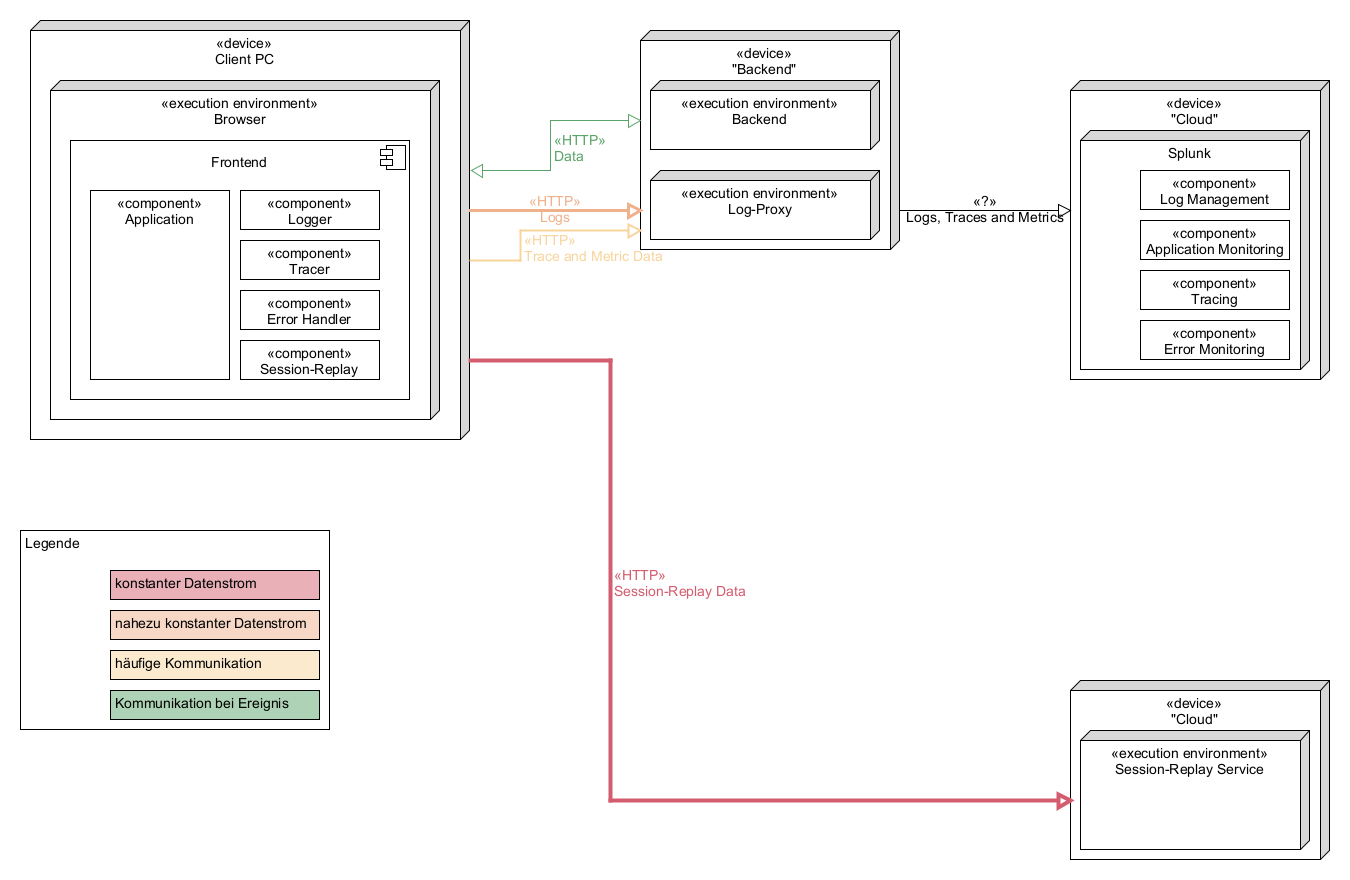 «device»
Client PC
«execution environment»
Browser
Frontend
«component»
Application
«component»
Logger
«component»
Tracer
«component»
Error Handler
«component»
Session-Replay
«HTTP»
Data
«HTTP»
Logs
«HTTP»
Trace and Metric Data
«device»
"Backend"
«execution environment»
Backend
«execution environment»
Log-Proxy
«?»
Logs, Traces and Metrics
«device»
"Cloud"
Splunk
«component»
Log Management
«component»
Application Monitoring
«component»
Tracing
«component»
Error Monitoring
«HTTP»
Session-Replay Data
Legende
konstanter Datenstrom
nahezu konstanter Datenstrom
häufige Kommunikation
Kommunikation bei Ereignis
«device»
"Cloud"
«execution environment»
Session-Replay Service